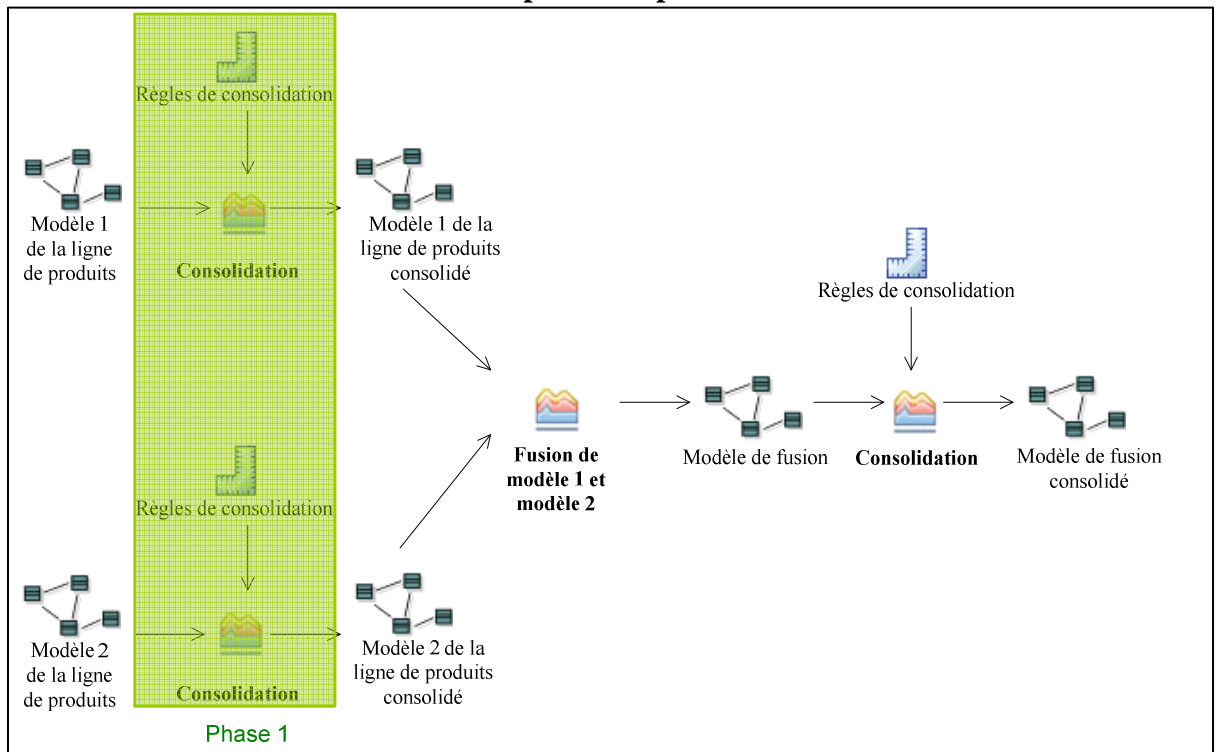 Règles de consolidation
Modèle 1
de la ligne
de produits
Consolidation
Modèle 1 de la
ligne de produits
consolidé
Règles de consolidation
Fusion de
modèle 1 et
modèle 2
Modèle de fusion
Consolidation
Modèle de fusion
consolidé
Règles de consolidation
Modèle 2
de la ligne
de produits
Consolidation
Modèle 2 de la
ligne de produits
consolidé
Phase 1